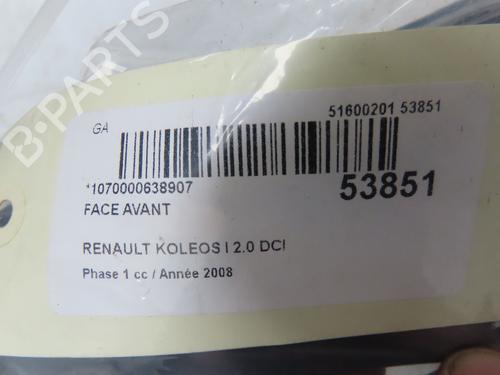 B-PARTS
GA
51600201 53851
*1070000638907
53851
FACE AVANT
RENAULT KOLEOS I 2.0 DCI
Phase 1 cc / Année 2008